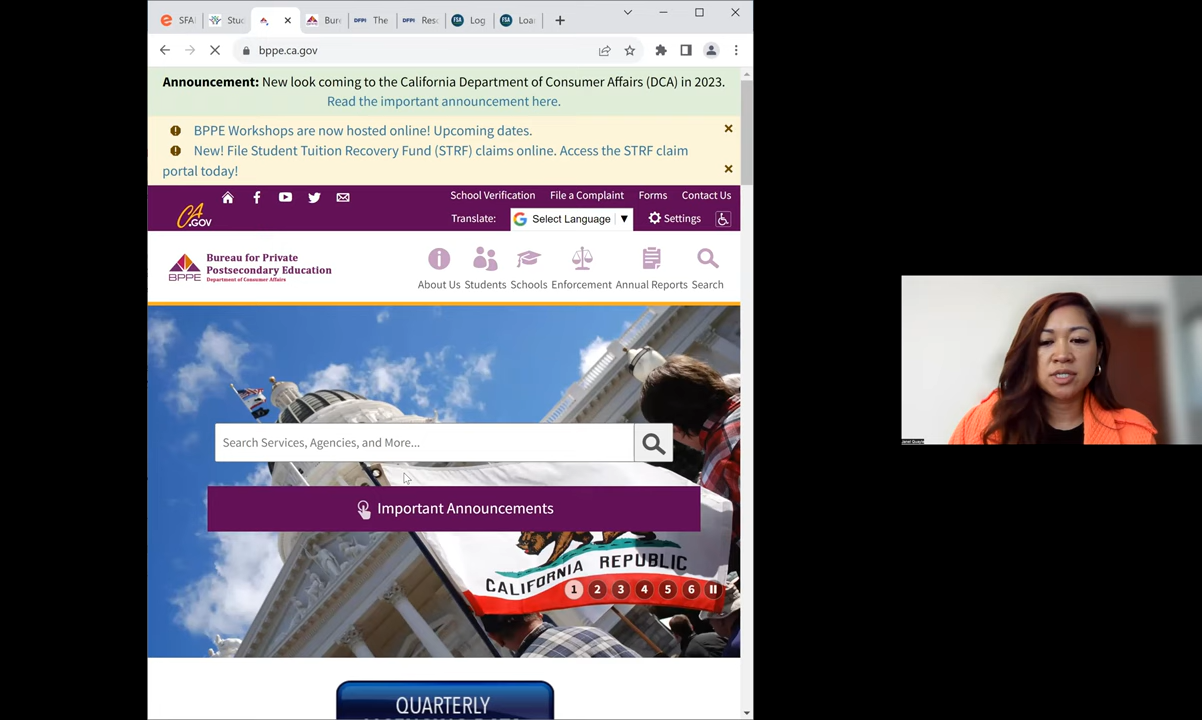 SFA
Stuc
Bure
DFPI The
DFPI Res
FSA Log
FSA Loa
bppe.ca.gov
Announcement: New look coming to the California Department of Consumer Affairs (DCA) in 2023.
Read the important announcement here.
BPPE Workshops are now hosted online! Upcoming dates.
New! File Student Tuition Recovery Fund (STRF) claims online. Access the STRF claim
portal today!
School Verification File a Complaint Forms Contact Us
CA.GOV
Translate: G Select Language ▼ Settings
BPPE
Bureau for Private
Postsecondary Education
Department of Consumer Affairs
About Us Students Schools Enforcement Annual Reports Search
Search Services, Agencies, and More...
Important Announcements
CALIFORNIA REPUBLIC
1 2 3 4 5 6
QUARTERLY